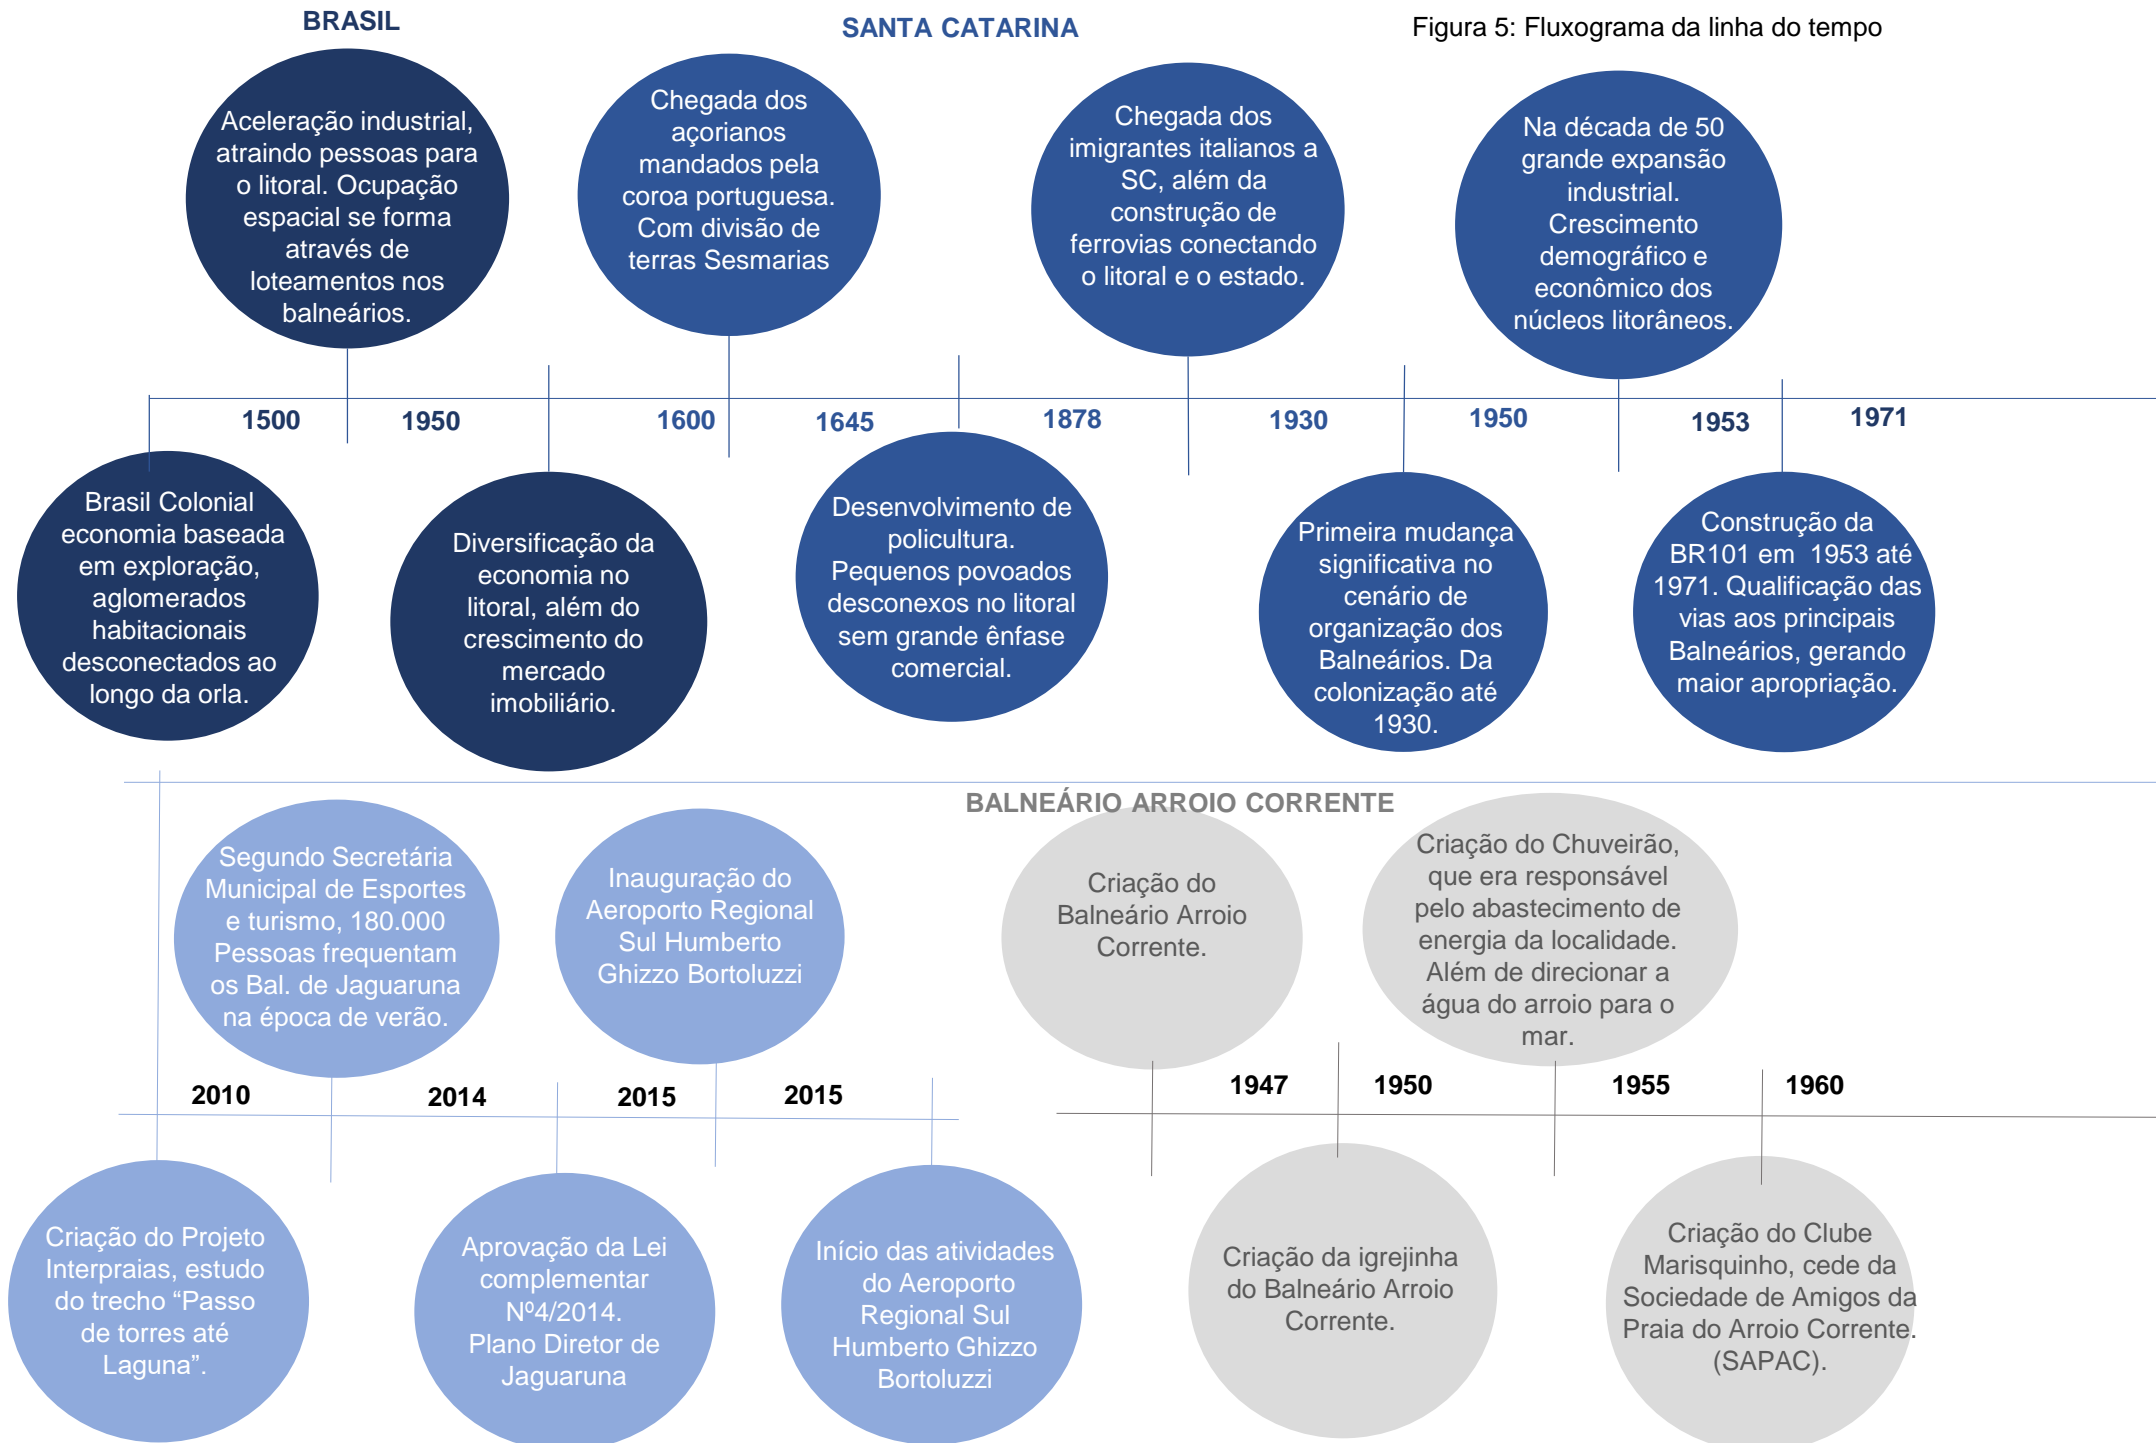 BRASIL
SANTA CATARINA
Figura 5: Fluxograma da linha do tempo
Aceleração industrial,
atraindo pessoas para
o litoral. Ocupação
espacial se forma
através de
loteamentos nos
balneários.
Chegada dos
açorianos
mandados pela
coroa portuguesa.
Com divisão de
terras Sesmarias
Chegada dos
imigrantes italianos a
SC, além da
construção de
ferrovias conectando
o litoral e o estado.
Na década de 50
grande expansão
industrial.
Crescimento
demográfico e
econômico dos
núcleos litorâneos.
1500
1950
1600
1645
1878
1930
1950
1953
1971
Brasil Colonial
economia baseada
em exploração,
aglomerados
habitacionais
desconectados ao
longo da orla.
Diversificação da
economia no
litoral, além do
crescimento do
mercado
imobiliário.
Desenvolvimento de
policultura.
Pequenos povoados
desconexos no litoral
sem grande ênfase
comercial.
Primeira mudança
significativa no
cenário de
organização dos
Balneários. Da
colonização até
1930.
Construção da
BR101 em 1953 até
1971. Qualificação das
vias aos principais
Balneários, gerando
maior apropriação.
BALNEÁRIO ARROIO CORRENTE
Segundo Secretária
Municipal de Esportes
e turismo, 180.000
Pessoas frequentam
os Bal. de Jaguaruna
na época de verão.
Inauguração do
Aeroporto Regional
Sul Humberto
Ghizzo Bortoluzzi
Criação do
Balneário Arroio
Corrente.
Criação do Chuveirão,
que era responsável
pelo abastecimento de
energia da localidade.
Além de direcionar a
água do arroio para o
mar.
2010
2014
2015
2015
1947
1950
1955
1960
Criação do Projeto
Interpraias, estudo
do trecho “Passo
de torres até
Laguna”.
Aprovação da Lei
complementar
Nº4/2014.
Plano Diretor de
Jaguaruna
Início das atividades
do Aeroporto
Regional Sul
Humberto Ghizzo
Bortoluzzi
Criação da igrejinha
do Balneário Arroio
Corrente.
Criação do Clube
Marisquinho, cede da
Sociedade de Amigos da
Praia do Arroio Corrente.
(SAPAC).